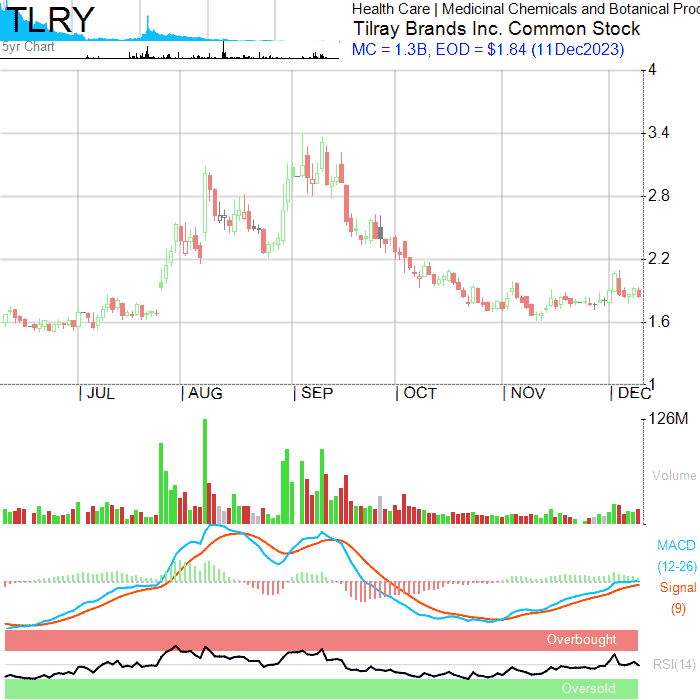 TLRY
5yr Chart
Health Care | Medicinal Chemicals and Botanical Proc
Tilray Brands Inc. Common Stock
MC = 1.3B, EOD = $1.84 (11Dec2023)
4
3.4
2.8
2.2
1.6
1
| JUL | AUG | SEP | OCT | NOV | DEC
126M
Volume
MACD
(12-26)
Signal
(9)
Overbought
RSI(14)
Oversold